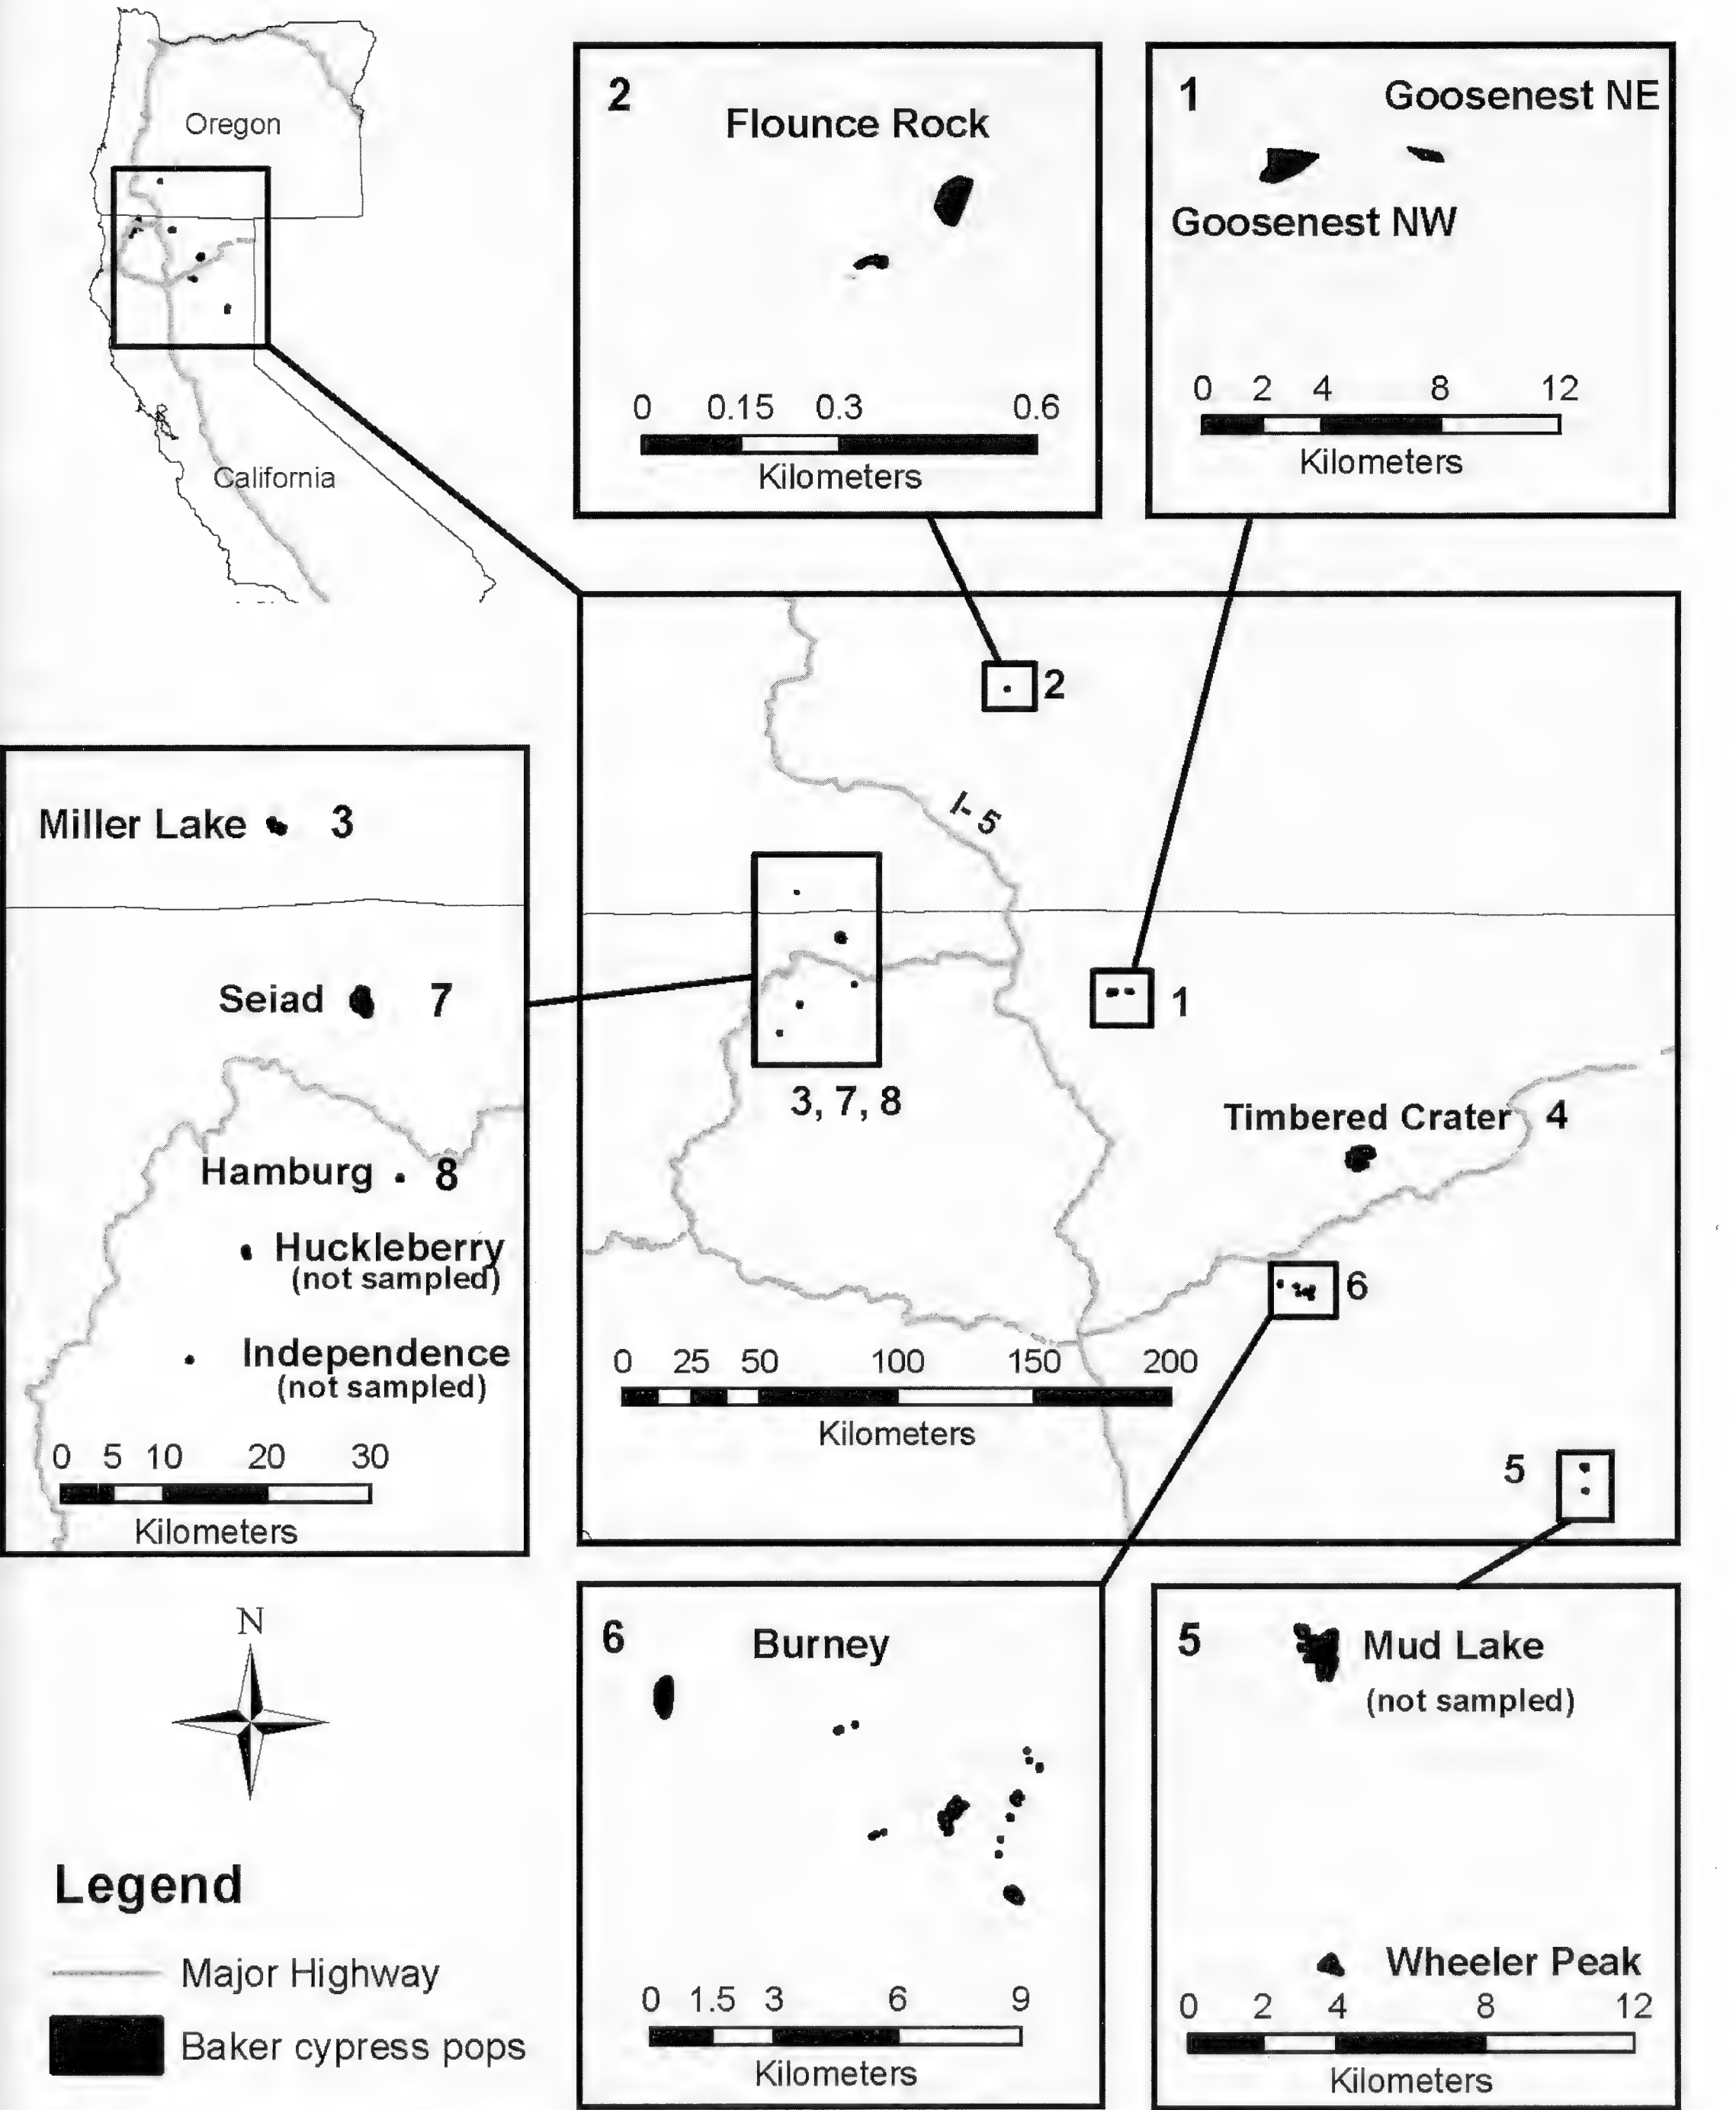 Oregon
California
2
Flounce Rock
0 0.15 0.3 0.6
Kilometers
1
Goosenest NE
Goosenest NW
0 2 4 8 12
Kilometers
2
I-5
1
3, 7, 8
Timbered Crater 4
6
0 25 50 100 150 200
Kilometers
5
Miller Lake 3
Seiad 7
Hamburg 8
Huckleberry
(not sampled)
Independence
(not sampled)
0 5 10 20 30
Kilometers
N
Legend
Major Highway
Baker cypress pops
6
Burney
0 1.5 3 6 9
Kilometers
5
Mud Lake
(not sampled)
Wheeler Peak
0 2 4 8 12
Kilometers